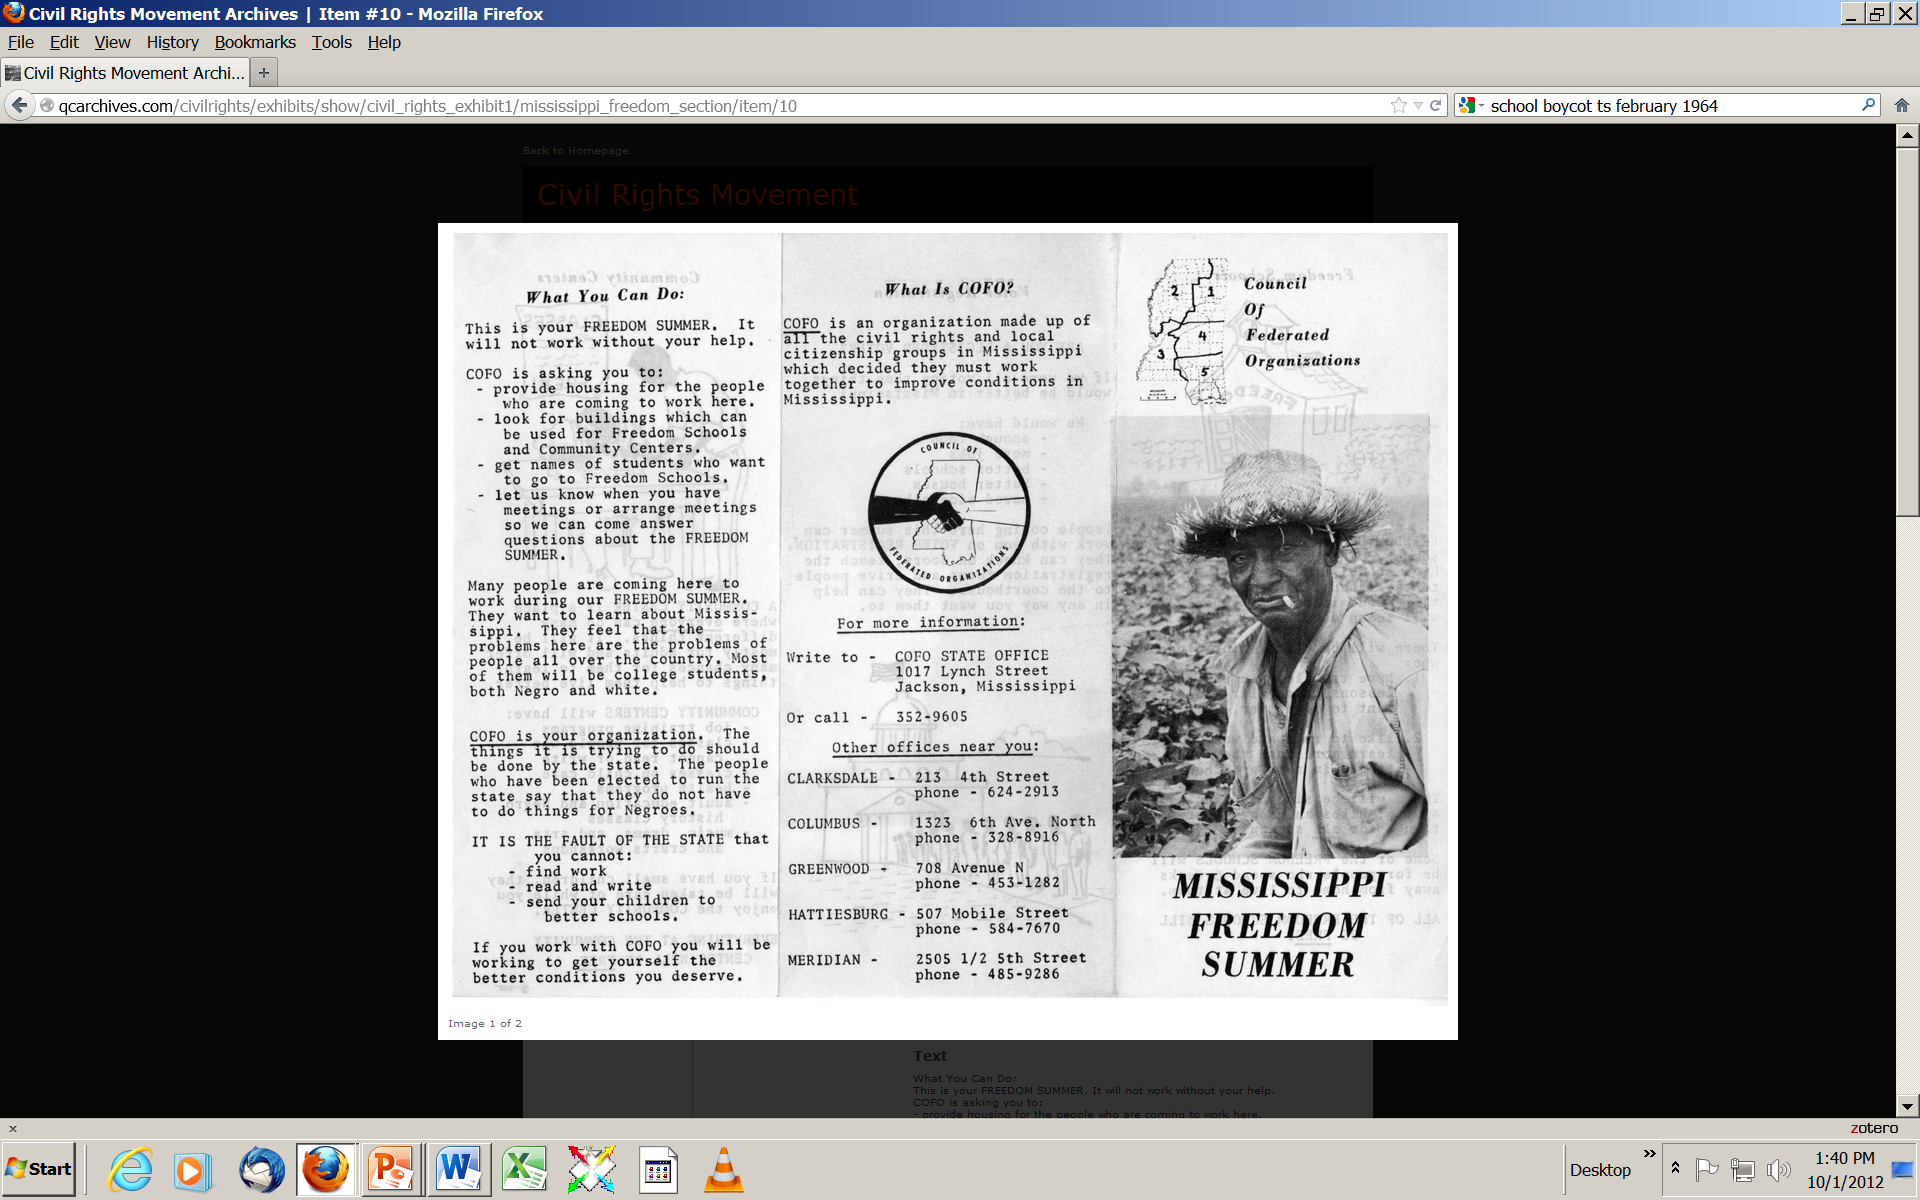 Civil Rights Movement Archives | Item #10 - Mozilla Firefox
File Edit View History Bookmarks Tools Help
Civil Rights Movement Archi...
qcarchives.com/civilrights/exhibits/show/civil_rights_exhibit1/mississippi_freedom_section/item/10
school boycot ts february 1964
Back to Homepage
Civil Rights Movement
What You Can Do:
This is your FREEDOM SUMMER. It
will not work without your help.
COFO is asking you to:
- provide housing for the people
who are coming to work here.
- look for buildings which can
be used for Freedom Schools
and Community Centers.
- get names of students who want
to go to Freedom Schools.
- let us know when you have
meetings or arrange meetings
so we can come answer
questions about the FREEDOM
SUMMER.
Many people are coming here to
work during our FREEDOM SUMMER.
They want to learn about Missis-
sippi. They feel that the
problems here are the problems of
people all over the country. Most
of them will be college students,
both Negro and white.
COFO is your organization. The
things it is trying to do should
be done by the state. The people
who have been elected to run the
state say that they do not have
to do things for Negroes.
IT IS THE FAULT OF THE STATE that
you cannot:
- find work
- read and write
- send your children to
better schools.
If you work with COFO you will be
working to get yourself the
better conditions you deserve.
What Is COFO?
COFO is an organization made up of
all the civil rights and local
citizenship groups in Mississippi
which decided they must work
together to improve conditions in
Mississippi.
COUNCIL OF
FEDERATED ORGANIZATIONS
For more information:
Write to - COFO STATE OFFICE
1017 Lynch Street
Jackson, Mississippi
Or call - 352-9605
Other offices near you:
CLARKSDALE - 213 4th Street
phone - 624-2913
COLUMBUS - 1323 6th Ave. North
phone - 328-8916
GREENWOOD - 708 Avenue N
phone - 453-1282
HATTIESBURG - 507 Mobile Street
phone - 584-7670
MERIDIAN - 2505 1/2 5th Street
phone - 485-9286
2 1
4
3
5
Council
Of
Federated
Organizations
MISSISSIPPI
FREEDOM
SUMMER
Image 1 of 2
Text
What You Can Do:
This is your FREEDOM SUMMER. It will not work without your help.
COFO is asking you to:
- provide housing for the people who are coming to work here.
x
zotero
Start
Desktop
1:40 PM
10/1/2012